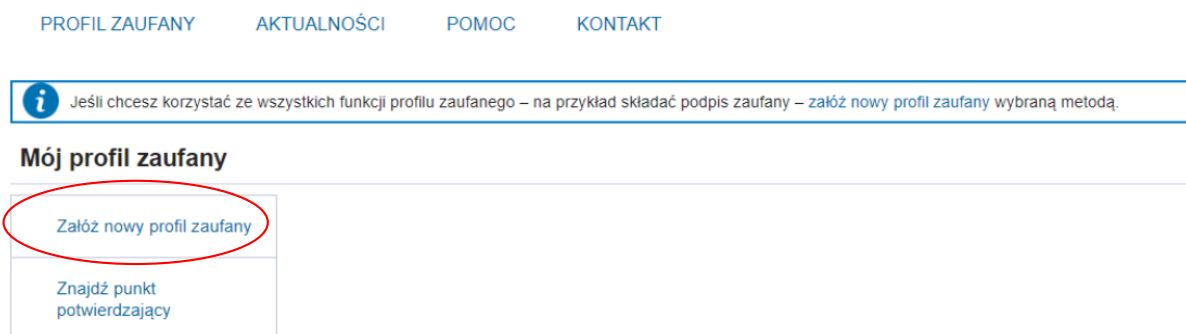 PROFIL ZAUFANY AKTUALNOŚCI POMOC KONTAKT
i Jeśli chcesz korzystać ze wszystkich funkcji profilu zaufanego – na przykład składać podpis zaufany – załóż nowy profil zaufany wybraną metodą.
Mój profil zaufany
Załóż nowy profil zaufany
Znajdź punkt
potwierdzający